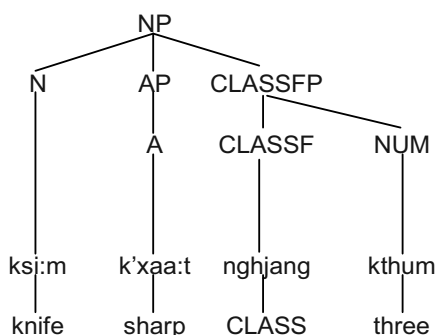 NP
N AP CLASSFP
A CLASSF NUM
ksi:m k'xaa:t nghjang kthum
knife sharp CLASS three